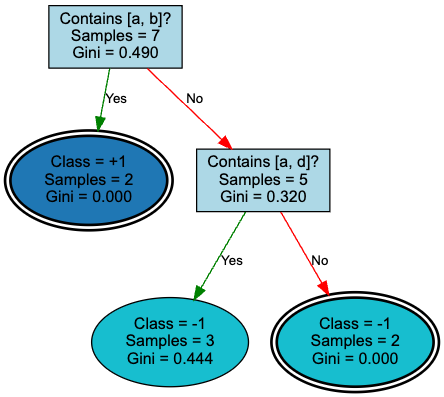 Contains [a, b]?
Samples = 7
Gini = 0.490
Yes
No
Class = +1
Samples = 2
Gini = 0.000
Contains [a, d]?
Samples = 5
Gini = 0.320
Yes
No
Class = -1
Samples = 3
Gini = 0.444
Class = -1
Samples = 2
Gini = 0.000